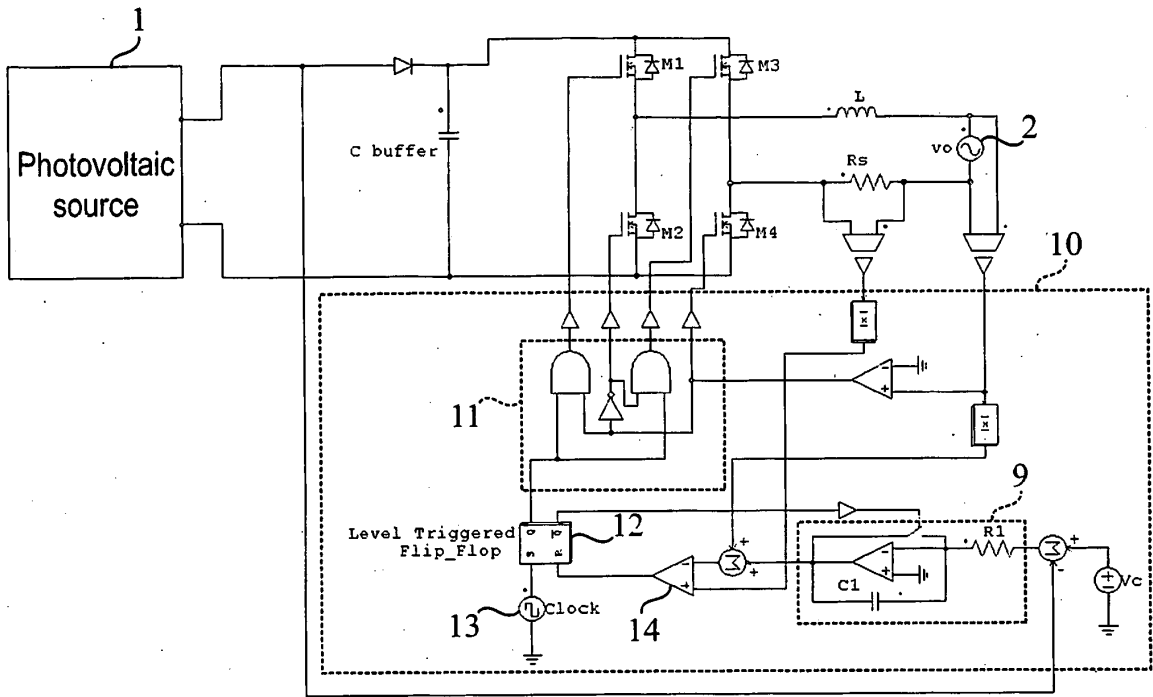 1
Photovoltaic
source
C buffer
M1
M3
L
2
vo
Rs
M2
M4
10
|x|
11
|x|
9
Level Triggered
Flip_Flop
12
Q
Q
S
R
R1
C1
Vc
Σ
Σ
13
Clock
14
+
-
+
-
+
-
+
-
+
+
+
-
+